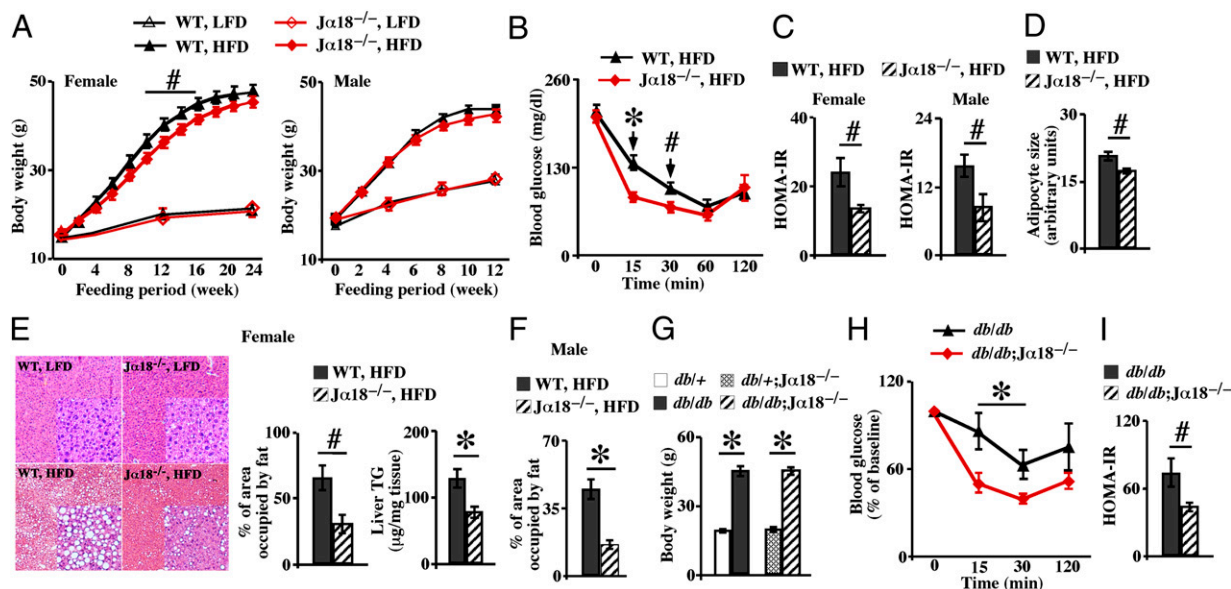 A
WT, LFD
WT, HFD
Jα18−/−, LFD
Jα18−/−, HFD
Female
#
Body weight (g)
50
30
10
0 4 8 12 16 20 24
Feeding period (week)
Male
Body weight (g)
50
30
10
0 2 4 6 8 10 12
Feeding period (week)
B
WT, HFD
Jα18−/−, HFD
Blood glucose (mg/dl)
260
130
0
*
#
0 15 30 60 120
Time (min)
C
WT, HFD
Jα18−/−, HFD
Female
HOMA-IR
40
20
0
#
Male
HOMA-IR
24
12
0
#
D
WT, HFD
Jα18−/−, HFD
Adipocyte size
(arbitrary units)
30
15
0
#
E
WT, LFD
Jα18−/−, LFD
WT, HFD
Jα18−/−, HFD
Female
WT, HFD
Jα18−/−, HFD
% of area
occupied by fat
100
50
0
#
Liver TG
(μg/mg tissue)
200
100
0
*
F
Male
WT, HFD
Jα18−/−, HFD
% of area
occupied by fat
70
35
0
*
G
db/+
db/db
db/+;Jα18−/−
db/db;Jα18−/−
Body weight (g)
60
30
0
*
*
H
db/db
db/db;Jα18−/−
Blood glucose
(% of baseline)
100
60
0
*
0 15 30 120
Time (min)
I
db/db
db/db;Jα18−/−
HOMA-IR
120
60
0
#